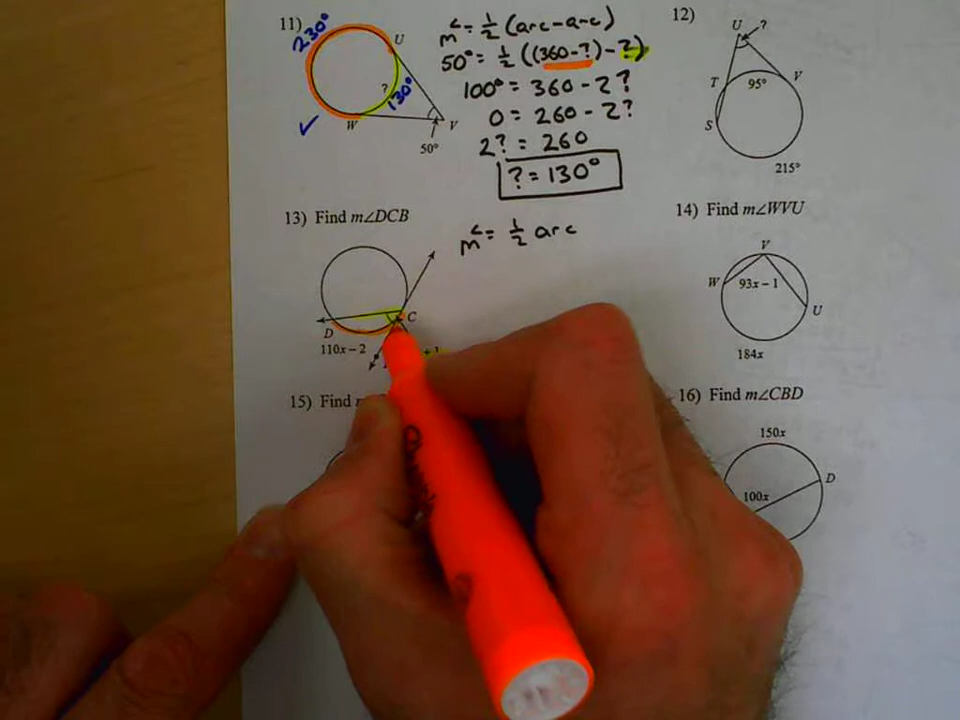 11)
230°
U
?
130°
W
V
50°
m∠ = 1/2 (arc - arc)
50° = 1/2 ((360-?) - ?)
100° = 360 - 2?
0 = 260 - 2?
2? = 260
? = 130°
12)
U
?
T
95°
V
S
215°
13) Find m∠DCB
m∠ = 1/2 arc
C
D
110x − 2
+ 1
14) Find m∠WVU
V
W
93x − 1
U
184x
15) Find
16) Find m∠CBD
150x
D
100x